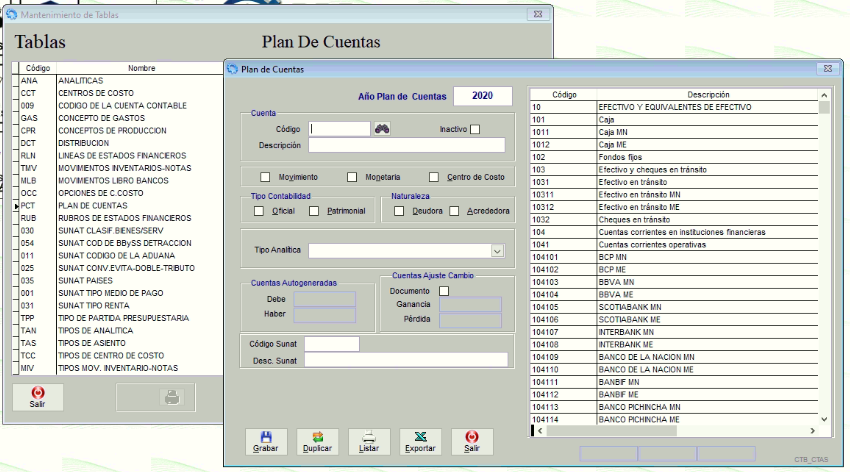 Mantenimiento de Tablas
Tablas
Plan De Cuentas
Código Nombre
ANA ANALITICAS
CCT CENTROS DE COSTO
009 CODIGO DE LA CUENTA CONTABLE
GAS CONCEPTO DE GASTOS
CPR CONCEPTOS DE PRODUCCION
DCT DISTRIBUCION
RLN LINEAS DE ESTADOS FINANCIEROS
TMV MOVIMIENTOS INVENTARIOS-NOTAS
MLB MOVIMIENTOS LIBRO BANCOS
OCC OPCIONES DE C.COSTO
PCT PLAN DE CUENTAS
RUB RUBROS DE ESTADOS FINANCIEROS
030 SUNAT CLASIF.BIENES/SERV
054 SUNAT COD DE BBySS DETRACCION
011 SUNAT CODIGO DE LA ADUANA
025 SUNAT CONV.EVITA-DOBLE-TRIBUTO
035 SUNAT PAISES
001 SUNAT TIPO MEDIO DE PAGO
031 SUNAT TIPO RENTA
TPP TIPO DE PARTIDA PRESUPUESTARIA
TAN TIPOS DE ANALITICA
TAS TIPOS DE ASIENTO
TCC TIPOS DE CENTRO DE COSTO
MIV TIPOS MOV. INVENTARIO-NOTAS
Salir
Plan de Cuentas
Año Plan de Cuentas 2020
Cuenta
Código
Inactivo
Descripción
Movimiento Monetaria Centro de Costo
Tipo Contabilidad
Oficial Patrimonial
Naturaleza
Deudora Acrededora
Tipo Analítica
Cuentas Autogeneradas
Debe
Haber
Cuentas Ajuste Cambio
Documento
Ganancia
Pérdida
Código Sunat
Desc. Sunat
Grabar Duplicar Listar Exportar Salir
Código Descripción
10 EFECTIVO Y EQUIVALENTES DE EFECTIVO
101 Caja
1011 Caja MN
1012 Caja ME
102 Fondos fijos
103 Efectivo y cheques en tránsito
1031 Efectivo en tránsito
10311 Efectivo en tránsito MN
10312 Efectivo en tránsito ME
1032 Cheques en tránsito
104 Cuentas corrientes en instituciones financieras
1041 Cuentas corrientes operativas
104101 BCP MN
104102 BCP ME
104103 BBVA MN
104104 BBVA ME
104105 SCOTIABANK MN
104106 SCOTIABANK ME
104107 INTERBANK MN
104108 INTERBANK ME
104109 BANCO DE LA NACION MN
104110 BANCO DE LA NACION ME
104111 BANBIF MN
104112 BANBIF ME
104113 BANCO PICHINCHA MN
104114 BANCO PICHINCHA ME
CTB_CTAS